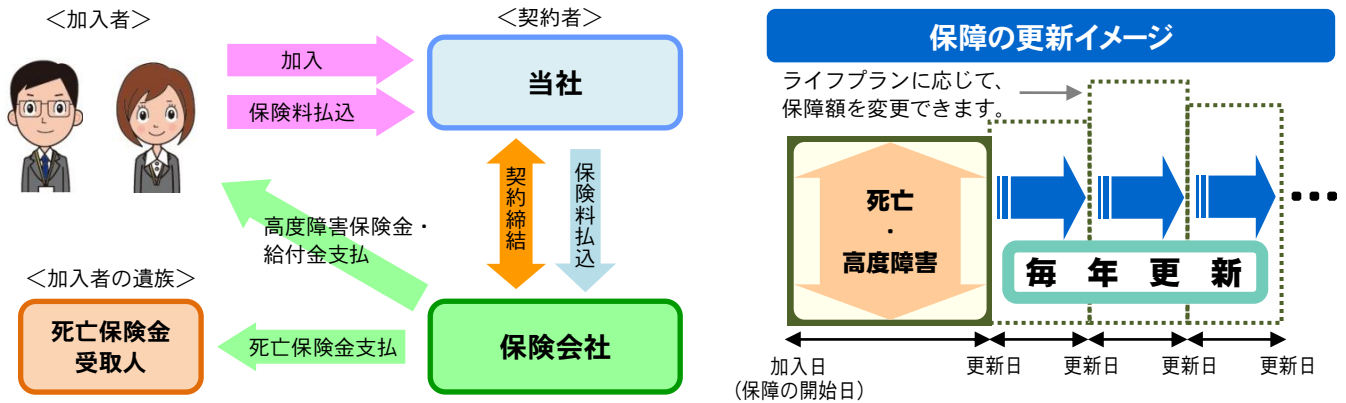 ＜加入者＞
＜契約者＞
加入
保険料払込
当社
契約締結
保険料払込
高度障害保険金・
給付金支払
＜加入者の遺族＞
死亡保険金
受取人
死亡保険金支払
保険会社
保障の更新イメージ
ライフプランに応じて、
保障額を変更できます。
死亡
・
高度障害
毎年更新
加入日
(保障の開始日)
更新日
更新日
更新日
更新日